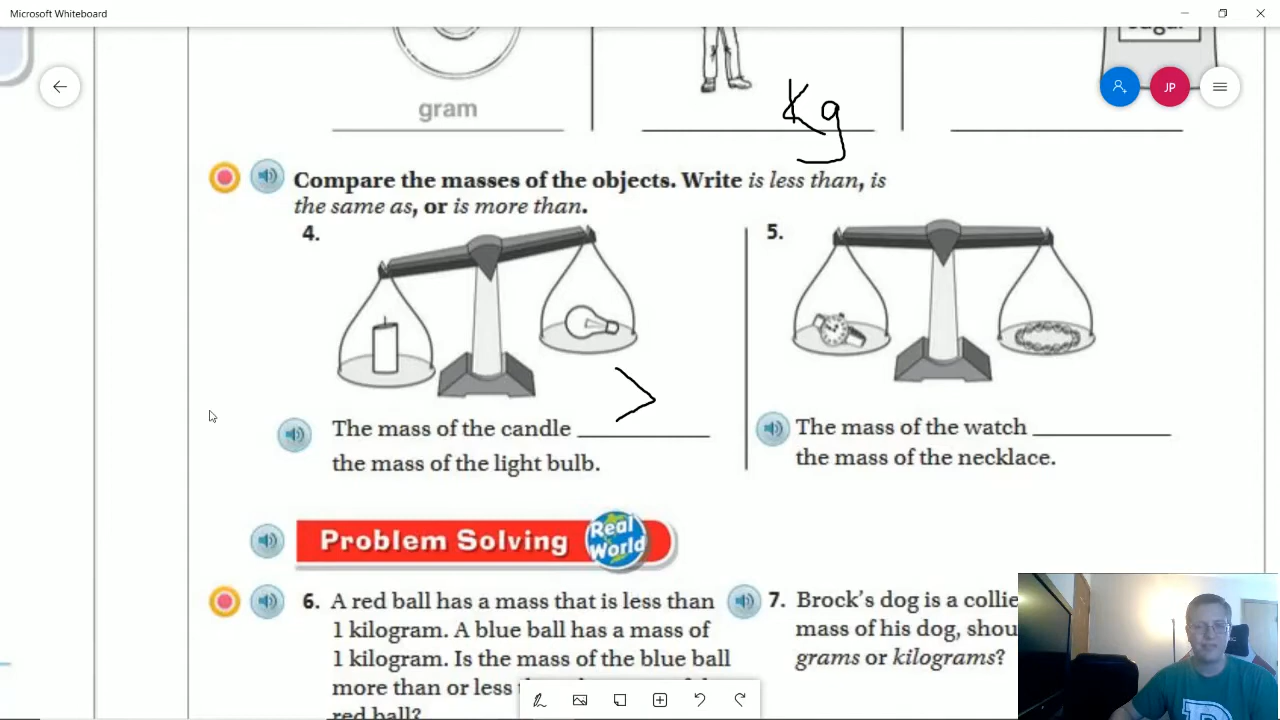 Microsoft Whiteboard
JP
gram
Kg
Compare the masses of the objects. Write is less than, is
the same as, or is more than.
4.
5.
>
The mass of the candle
the mass of the light bulb.
The mass of the watch
the mass of the necklace.
Problem Solving
Real
World
6. A red ball has a mass that is less than
1 kilogram. A blue ball has a mass of
1 kilogram. Is the mass of the blue ball
more than or less
red ball?
7. Brock's dog is a collie
mass of his dog, shou
grams or kilograms?